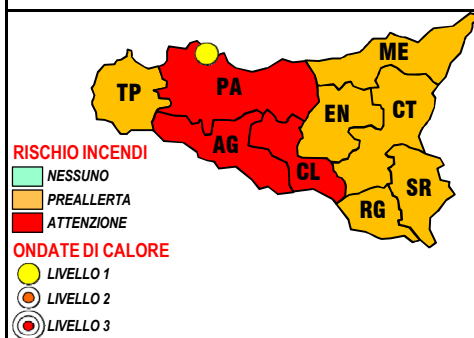 ME
PA
TP
EN
CT
AG
CL
SR
RG
RISCHIO INCENDI
NESSUNO
PREALLERTA
ATTENZIONE
ONDATE DI CALORE
LIVELLO 1
LIVELLO 2
LIVELLO 3